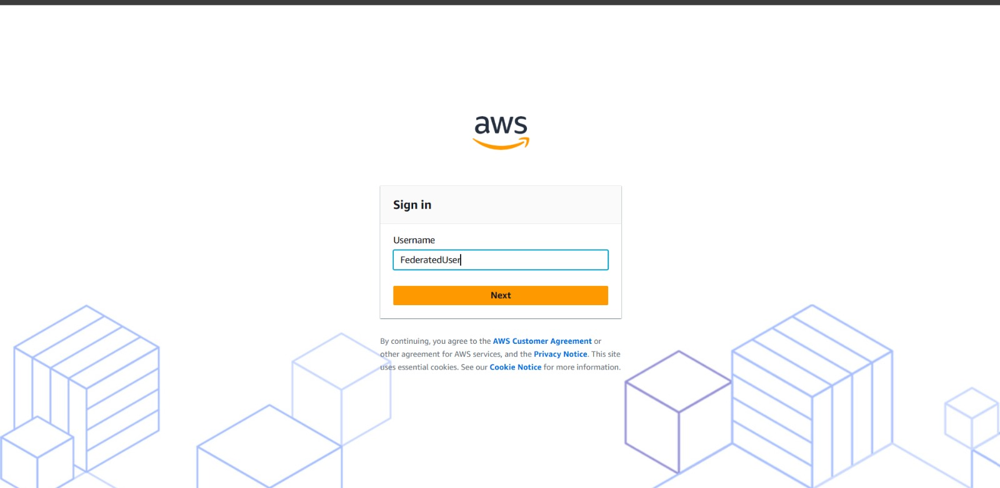 aws
Sign in
Username
FederatedUser
Next
By continuing, you agree to the AWS Customer Agreement or
other agreement for AWS services, and the Privacy Notice. This site
uses essential cookies. See our Cookie Notice for more information.